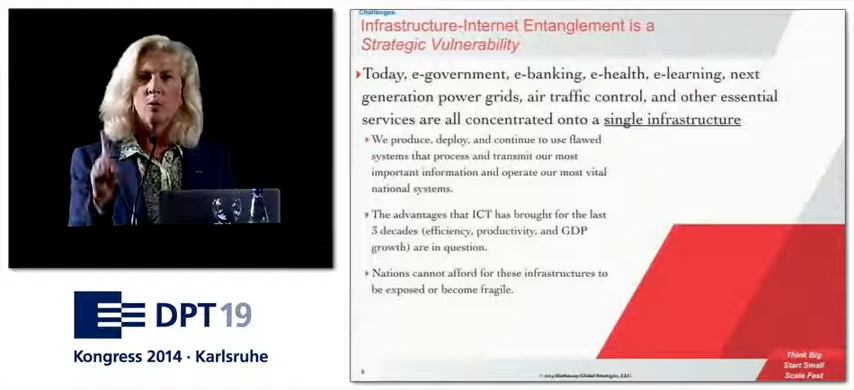 Challenges
Infrastructure-Internet Entanglement is a
Strategic Vulnerability
Today, e-government, e-banking, e-health, e-learning, next
generation power grids, air traffic control, and other essential
services are all concentrated onto a single infrastructure
We produce, deploy, and continue to use flawed
systems that process and transmit our most
important information and operate our most vital
national systems.
The advantages that ICT has brought for the last
3 decades (efficiency, productivity, and GDP
growth) are in question.
Nations cannot afford for these infrastructures to
be exposed or become fragile.
Think Big
Start Small
Scale Fast
© 2014 Hathaway Global Strategies, LLC.
DPT 19
Kongress 2014 · Karlsruhe